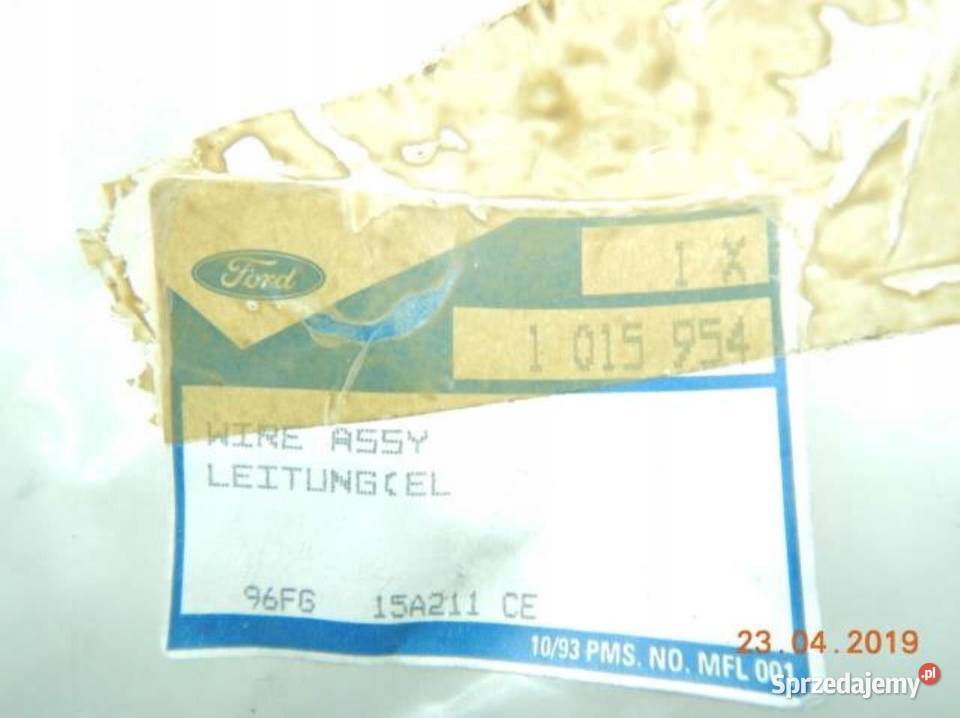 Ford
1 X
1 015 954
WIRE ASSY
LEITUNG(EL
96FG 15A211 CE
10/93 PMS. NO. MFL 001
23.04.2019
Sprzedajemy.pl